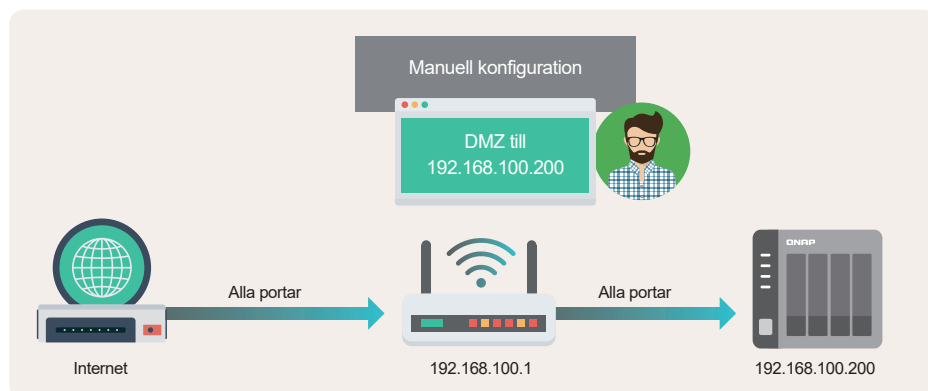 Manuell konfiguration
DMZ till
192.168.100.200
QNAP
Alla portar
Alla portar
Internet
192.168.100.1
192.168.100.200